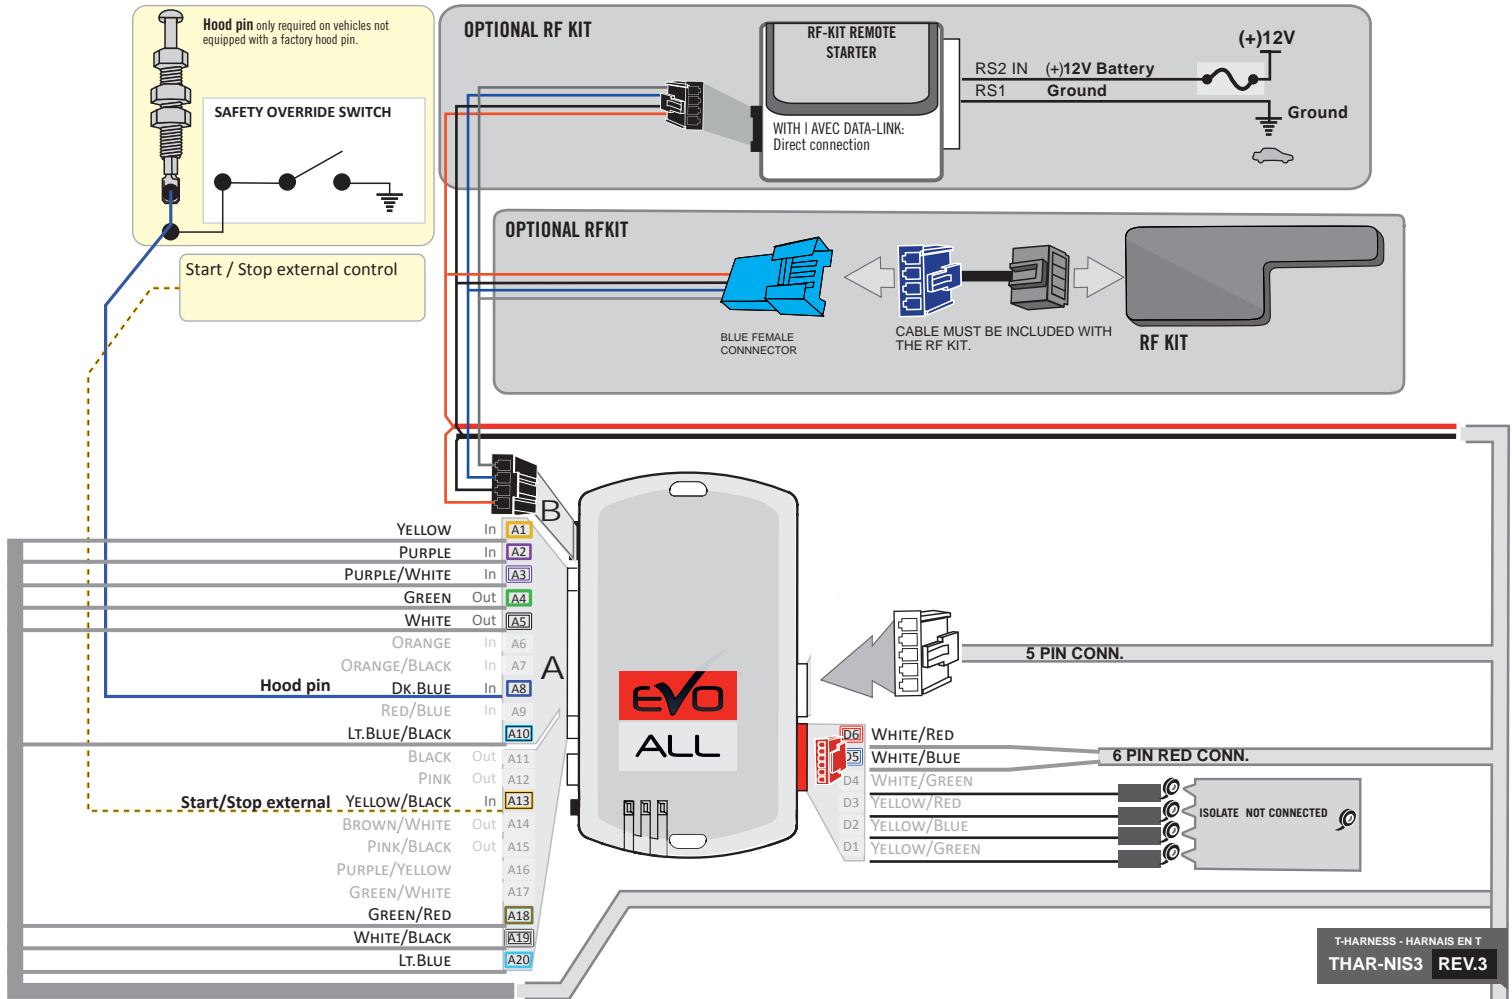 Hood pin only required on vehicles not
equipped with a factory hood pin.
SAFETY OVERRIDE SWITCH
Start / Stop external control
OPTIONAL RF KIT
RF-KIT REMOTE
STARTER
WITH | AVEC DATA-LINK:
Direct connection
(+)12V
RS2 IN (+)12V Battery
RS1 Ground
Ground
OPTIONAL RFKIT
BLUE FEMALE
CONNNECTOR
CABLE MUST BE INCLUDED WITH
THE RF KIT.
RF KIT
B
A
YELLOW In A1
PURPLE In A2
PURPLE/WHITE In A3
GREEN Out A4
WHITE Out A5
ORANGE In A6
ORANGE/BLACK In A7
Hood pin DK.BLUE In A8
RED/BLUE In A9
LT.BLUE/BLACK A10
BLACK Out A11
PINK Out A12
Start/Stop external YELLOW/BLACK In A13
BROWN/WHITE Out A14
PINK/BLACK Out A15
PURPLE/YELLOW A16
GREEN/WHITE A17
GREEN/RED A18
WHITE/BLACK A19
LT.BLUE A20
EVO
ALL
5 PIN CONN.
D6 WHITE/RED
D5 WHITE/BLUE
D4 WHITE/GREEN
D3 YELLOW/RED
D2 YELLOW/BLUE
D1 YELLOW/GREEN
6 PIN RED CONN.
ISOLATE NOT CONNECTED
T-HARNESS - HARNAIS EN T
THAR-NIS3 REV.3